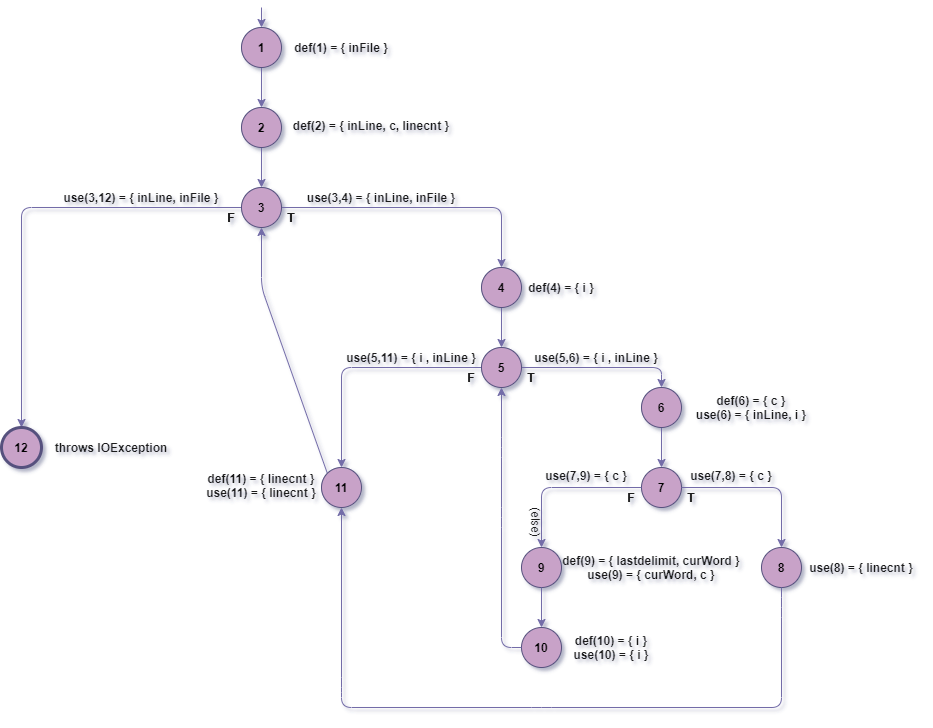 1
def(1) = { inFile }
2
def(2) = { inLine, c, linecnt }
use(3,12) = { inLine, inFile }
3
use(3,4) = { inLine, inFile }
F
T
4
def(4) = { i }
use(5,11) = { i , inLine }
5
use(5,6) = { i , inLine }
F
T
6
def(6) = { c }
use(6) = { inLine, i }
12
throws IOException
def(11) = { linecnt }
use(11) = { linecnt }
11
use(7,9) = { c }
7
use(7,8) = { c }
F
T
(else)
9
def(9) = { lastdelimit, curWord }
use(9) = { curWord, c }
8
use(8) = { linecnt }
10
def(10) = { i }
use(10) = { i }